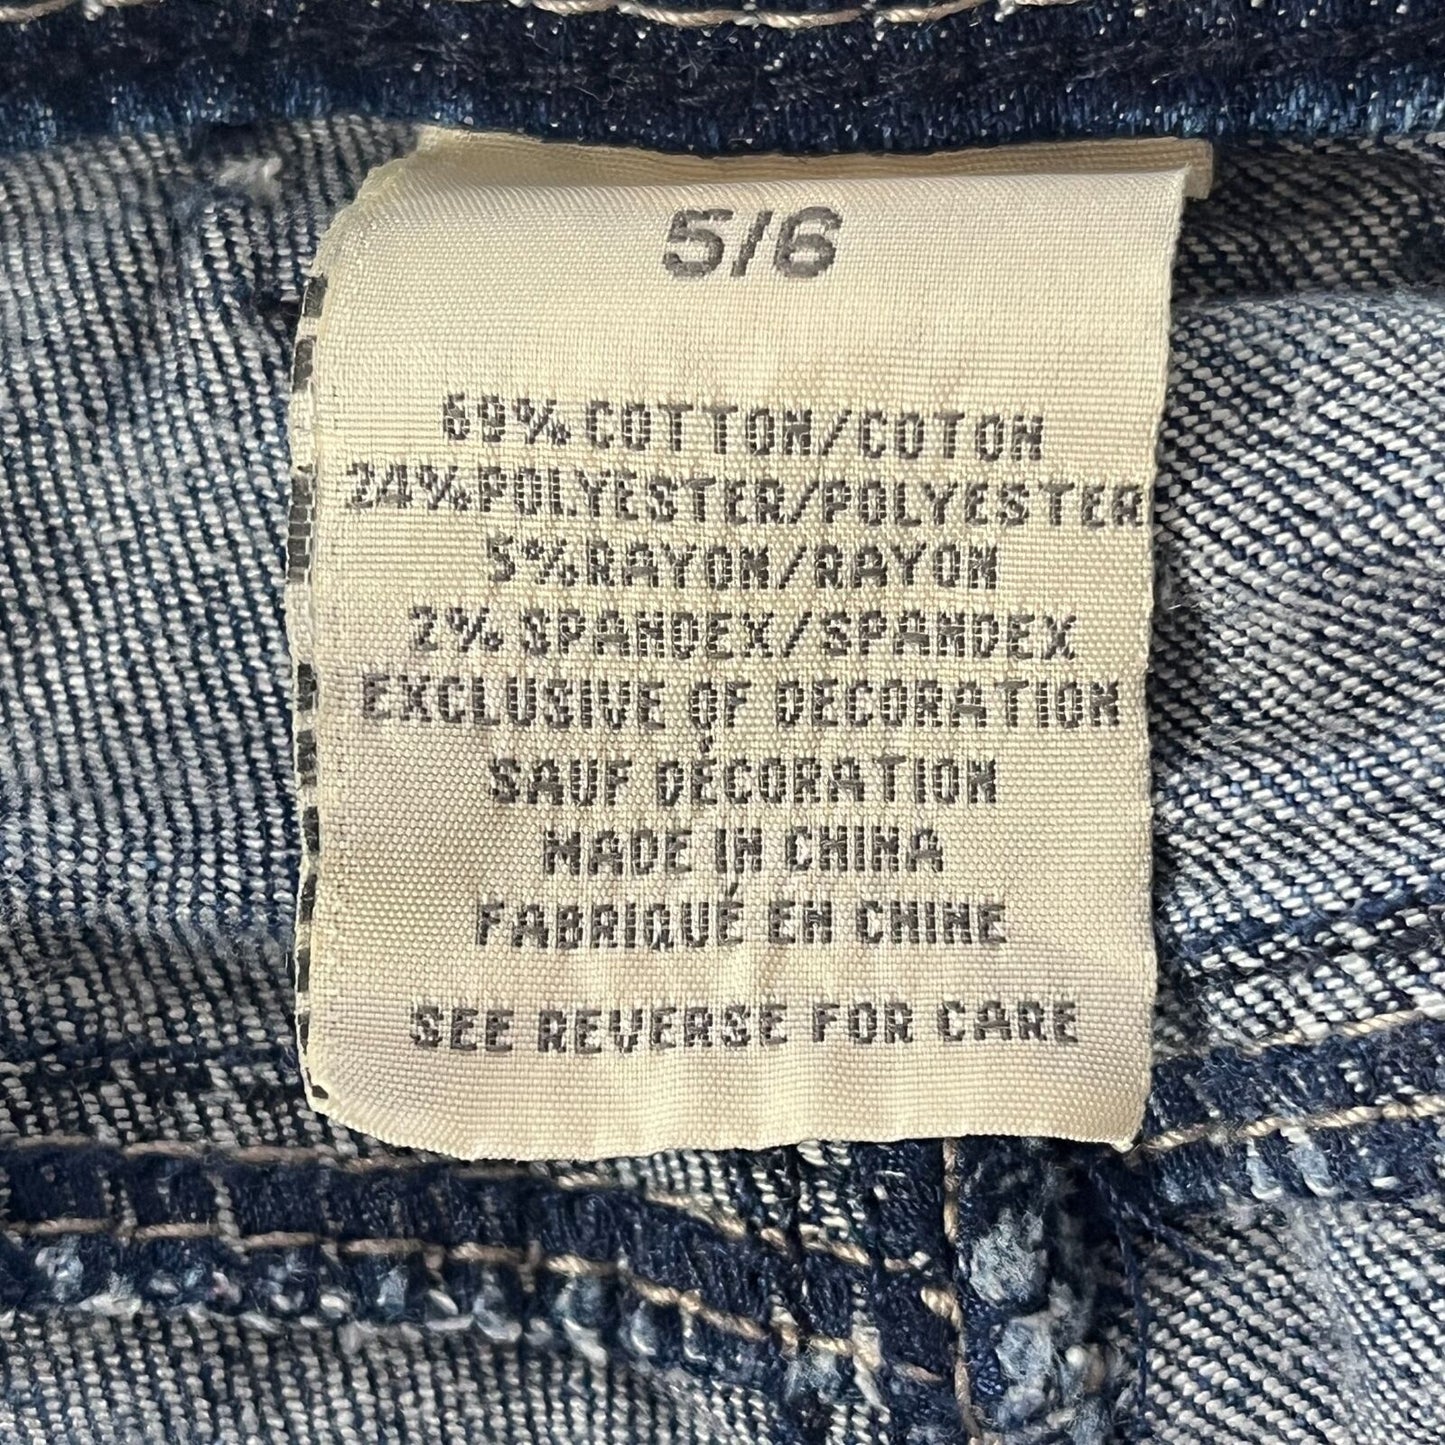 5/6
69% COTTON/COTON
24% POLYESTER/POLYESTER
5% RAYON/RAYON
2% SPANDEX/SPANDEX
EXCLUSIVE OF DECORATION
SAUF DÉCORATION
MADE IN CHINA
FABRIQUÉ EN CHINE
SEE REVERSE FOR CARE